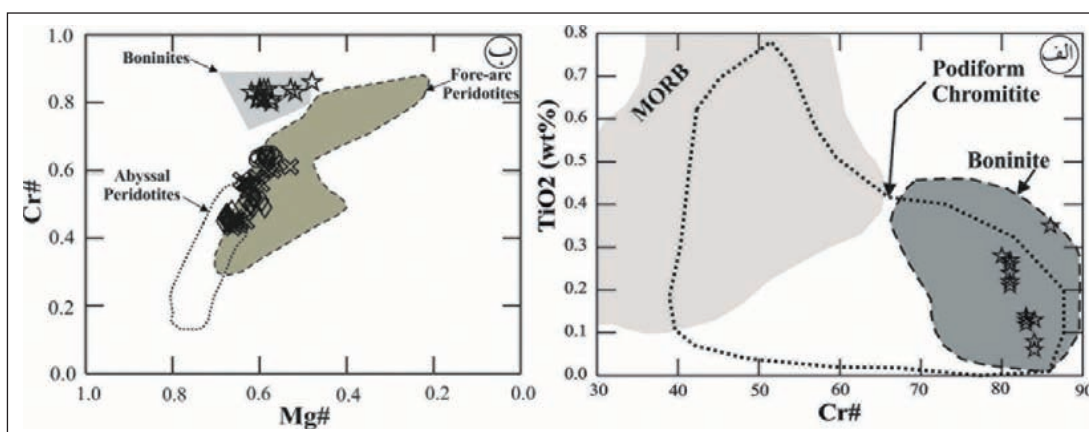 ب
Boninites
Fore-arc
Peridotites
Abyssal
Peridotites
Cr#
1.0
0.8
0.6
0.4
0.2
0.0
1.0 0.8 0.6 0.4 0.2 0.0
Mg#
الف
MORB
Podiform
Chromitite
Boninite
TiO2 (wt%)
0.8
0.7
0.6
0.5
0.4
0.3
0.2
0.1
0.0
30 40 50 60 70 80 90
Cr#